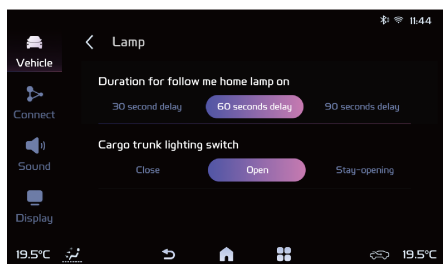 11:44
Vehicle
Lamp
Duration for follow me home lamp on
30 second delay 60 seconds delay 90 seconds delay
Connect
Cargo trunk lighting switch
Sound
Close Open Stay-opening
Display
19.5°C 19.5°C